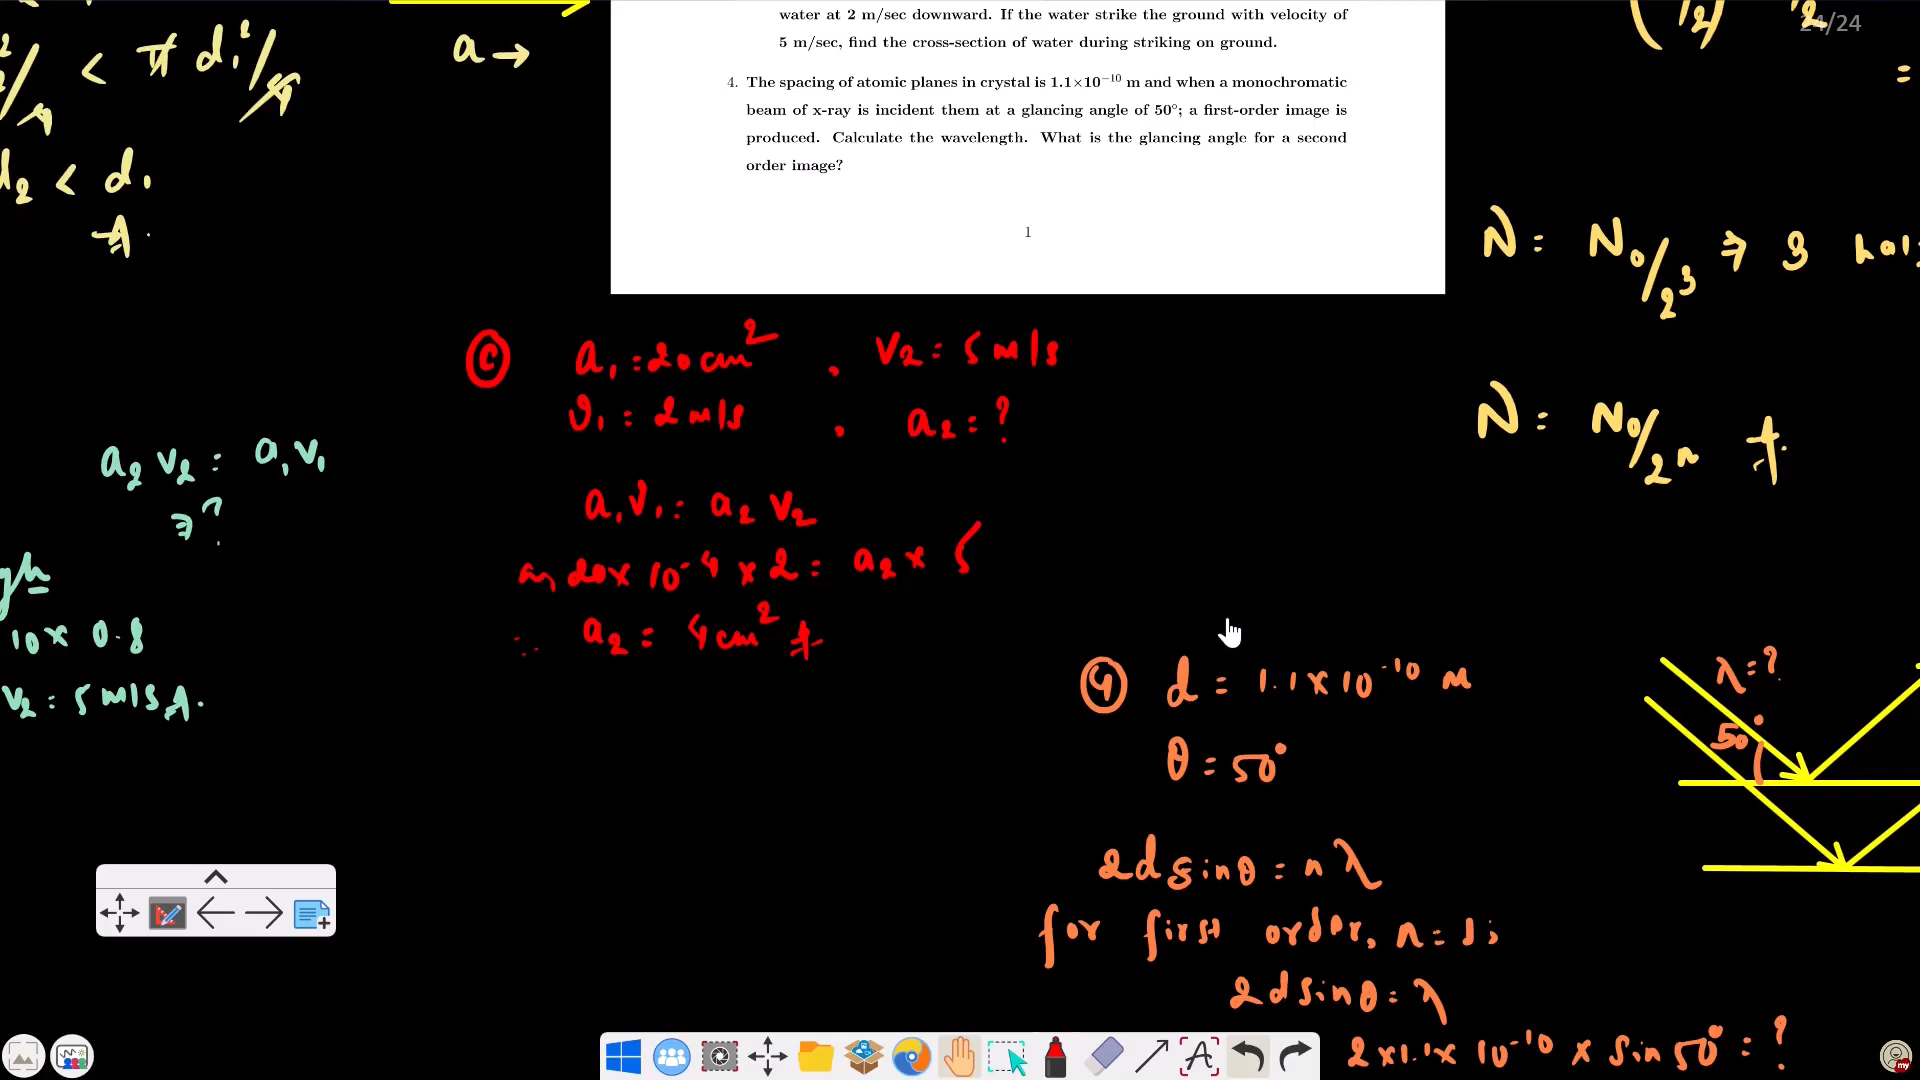 water at 2 m/sec downward. If the water strike the ground with velocity of
5 m/sec, find the cross-section of water during striking on ground.
4. The spacing of atomic planes in crystal is 1.1×10⁻¹⁰ m and when a monochromatic
beam of x-ray is incident them at a glancing angle of 50°; a first-order image is
produced. Calculate the wavelength. What is the glancing angle for a second
order image?
1
24/24
< π d₁²/4
d₂ < d₁
a →
a₂ v₂ = a₁ v₁
⇒ ?
10 × 0.8
v₂ = 5 m/s
(c) a₁ = 20 cm² , v₂ = 5 m/s
v₁ = 2 m/s , a₂ = ?
a₁ v₁ = a₂ v₂
20 × 10⁻⁴ × 2 = a₂ × 5
∴ a₂ = 4 cm²
N = N₀/2³ ⇒ 3
N = N₀/2ⁿ
(4) d = 1.1 × 10⁻¹⁰ m
θ = 50°
2d sinθ = nλ
for first order, n = 1;
2d sinθ = λ
2 × 1.1 × 10⁻¹⁰ × sin 50° = ?
λ = ?
50°